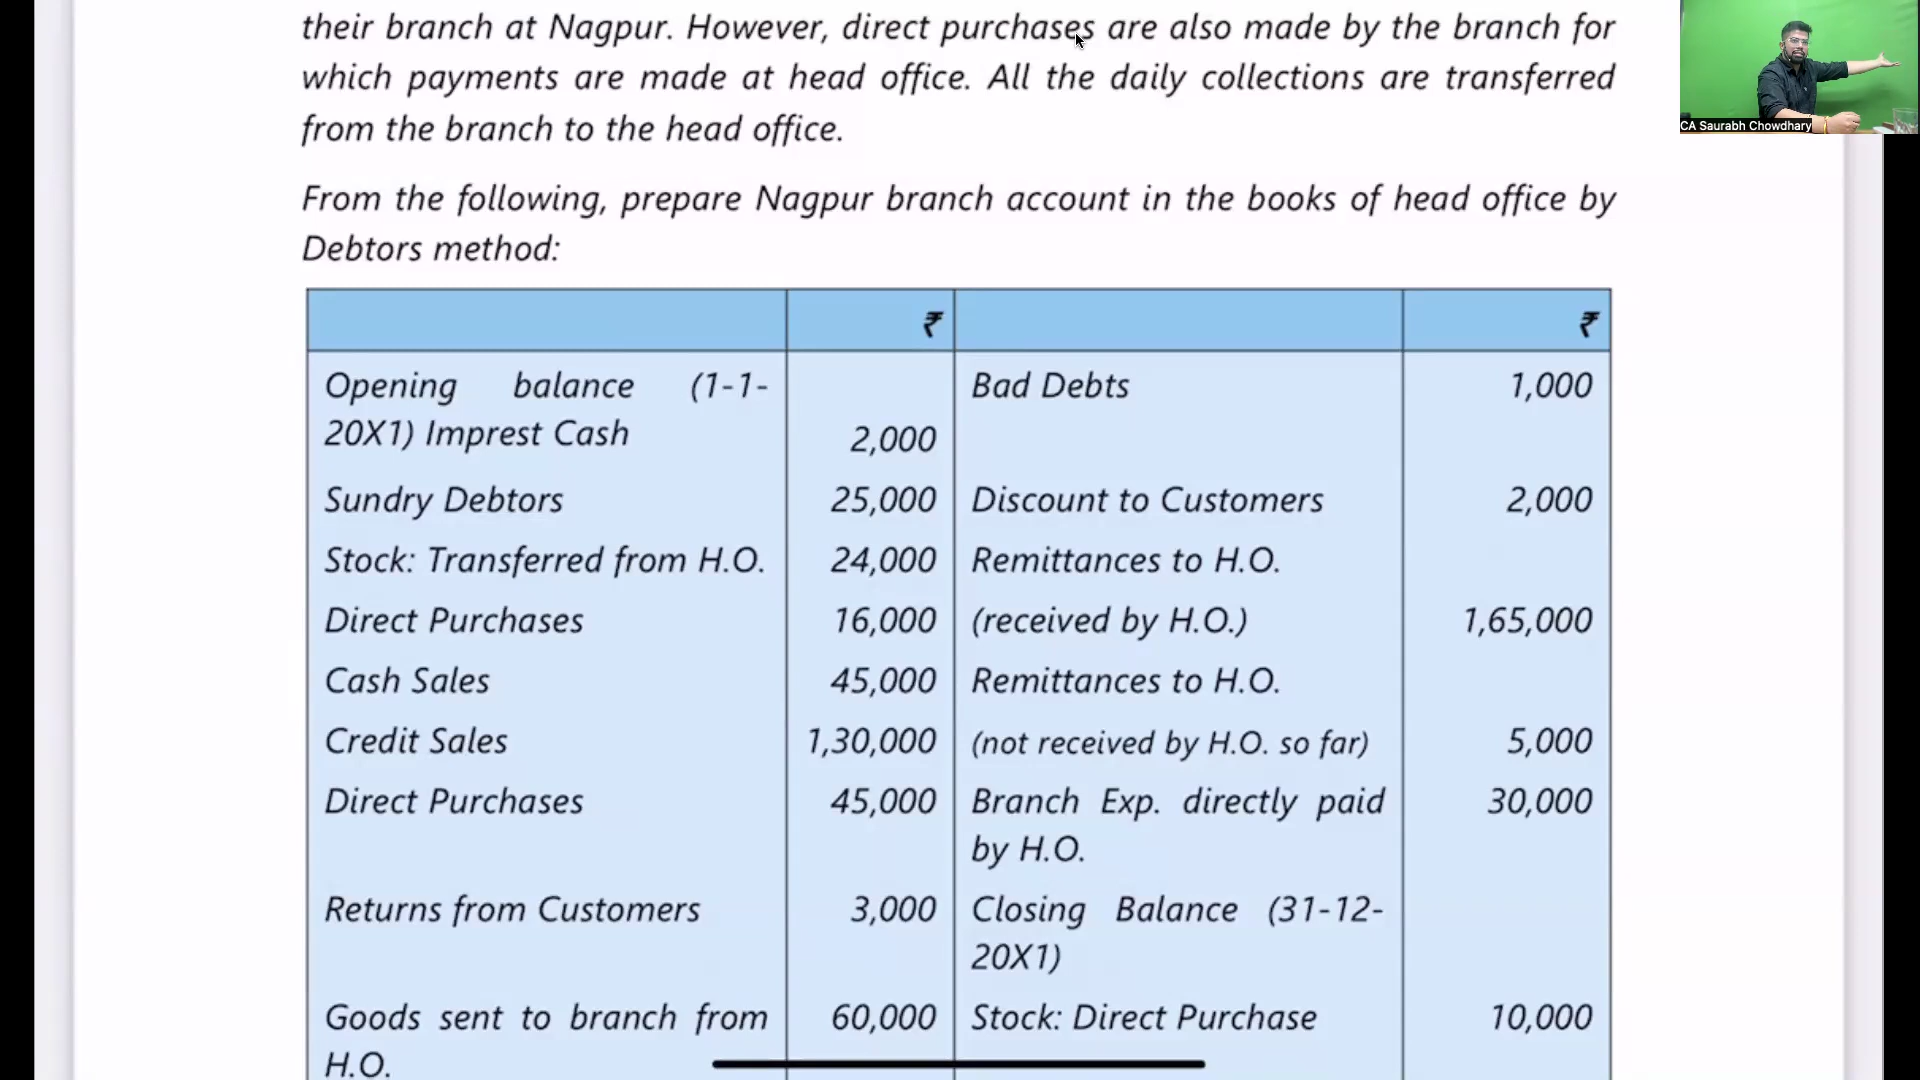 their branch at Nagpur. However, direct purchases are also made by the branch for
which payments are made at head office. All the daily collections are transferred
from the branch to the head office.
From the following, prepare Nagpur branch account in the books of head office by
Debtors method:
₹ ₹
Opening balance (1-1- Bad Debts 1,000
20X1) Imprest Cash 2,000
Sundry Debtors 25,000 Discount to Customers 2,000
Stock: Transferred from H.O. 24,000 Remittances to H.O.
Direct Purchases 16,000 (received by H.O.) 1,65,000
Cash Sales 45,000 Remittances to H.O.
Credit Sales 1,30,000 (not received by H.O. so far) 5,000
Direct Purchases 45,000 Branch Exp. directly paid 30,000
by H.O.
Returns from Customers 3,000 Closing Balance (31-12-
20X1)
Goods sent to branch from 60,000 Stock: Direct Purchase 10,000
H.O.
CA Saurabh Chowdhary